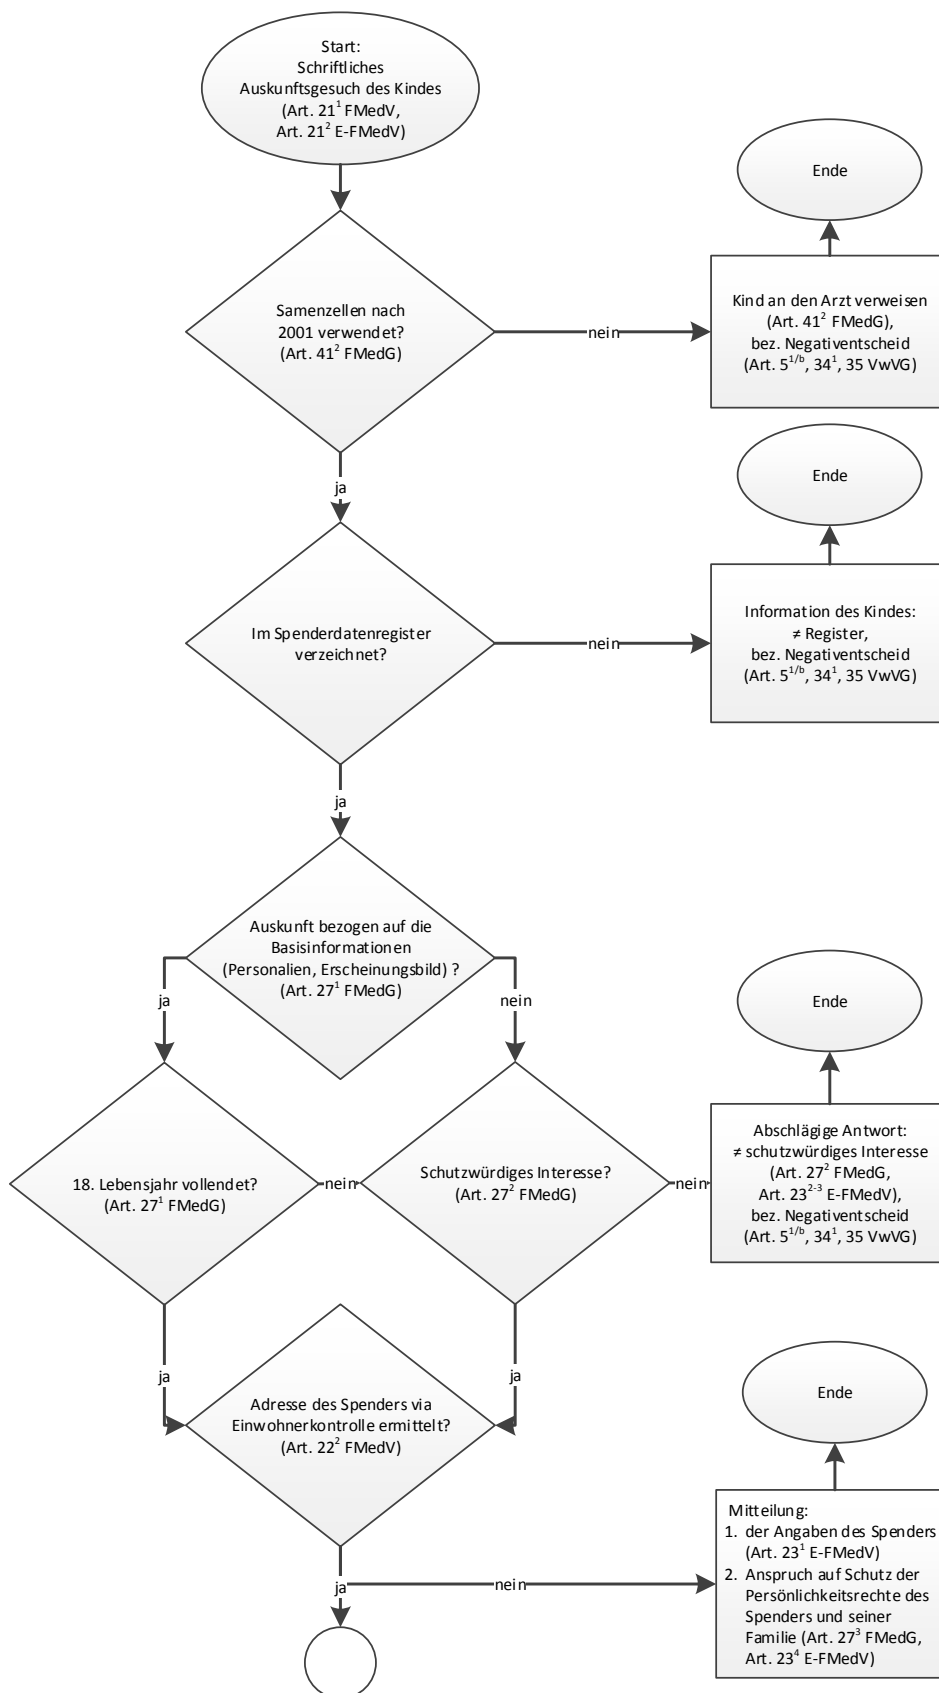 Start:
Schriftliches
Auskunftsgesuch des Kindes
(Art. 21¹ FMedV,
Art. 21² E-FMedV)
Ende
Samenzellen nach
2001 verwendet?
(Art. 41² FMedG)
nein
Kind an den Arzt verweisen
(Art. 41² FMedG),
bez. Negativentscheid
(Art. 5¹/ᵇ, 34¹, 35 VwVG)
ja
Ende
Im Spenderdatenregister
verzeichnet?
nein
Information des Kindes:
≠ Register,
bez. Negativentscheid
(Art. 5¹/ᵇ, 34¹, 35 VwVG)
ja
Auskunft bezogen auf die
Basisinformationen
(Personalien, Erscheinungsbild) ?
(Art. 27¹ FMedG)
ja
nein
Ende
18. Lebensjahr vollendet?
(Art. 27¹ FMedG)
nein
Schutzwürdiges Interesse?
(Art. 27² FMedG)
nein
Abschlägige Antwort:
≠ schutzwürdiges Interesse
(Art. 27² FMedG,
Art. 23²⁻³ E-FMedV),
bez. Negativentscheid
(Art. 5¹/ᵇ, 34¹, 35 VwVG)
ja
ja
Adresse des Spenders via
Einwohnerkontrolle ermittelt?
(Art. 22² FMedV)
Ende
ja
nein
Mitteilung:
1. der Angaben des Spenders
(Art. 23¹ E-FMedV)
2. Anspruch auf Schutz der
Persönlichkeitsrechte des
Spenders und seiner
Familie (Art. 27³ FMedG,
Art. 23⁴ E-FMedV)